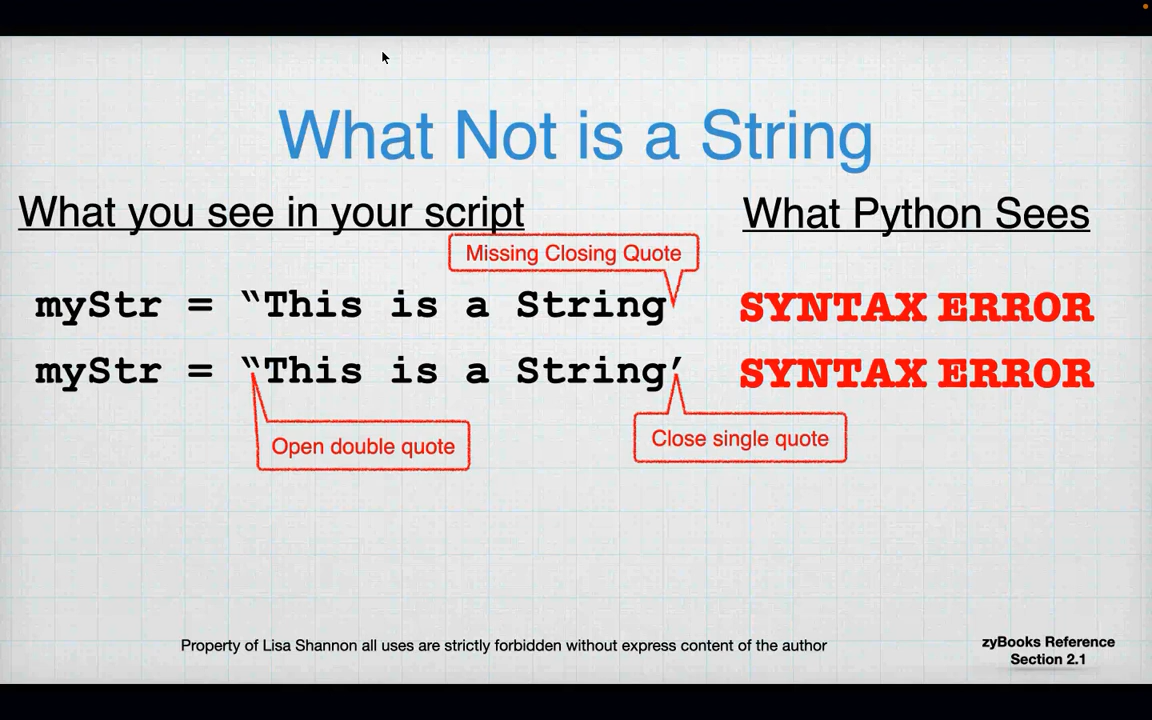 What Not is a String
What you see in your script
What Python Sees
Missing Closing Quote
myStr = “This is a String
SYNTAX ERROR
myStr = “This is a String’
SYNTAX ERROR
Open double quote
Close single quote
Property of Lisa Shannon all uses are strictly forbidden without express content of the author
zyBooks Reference
Section 2.1